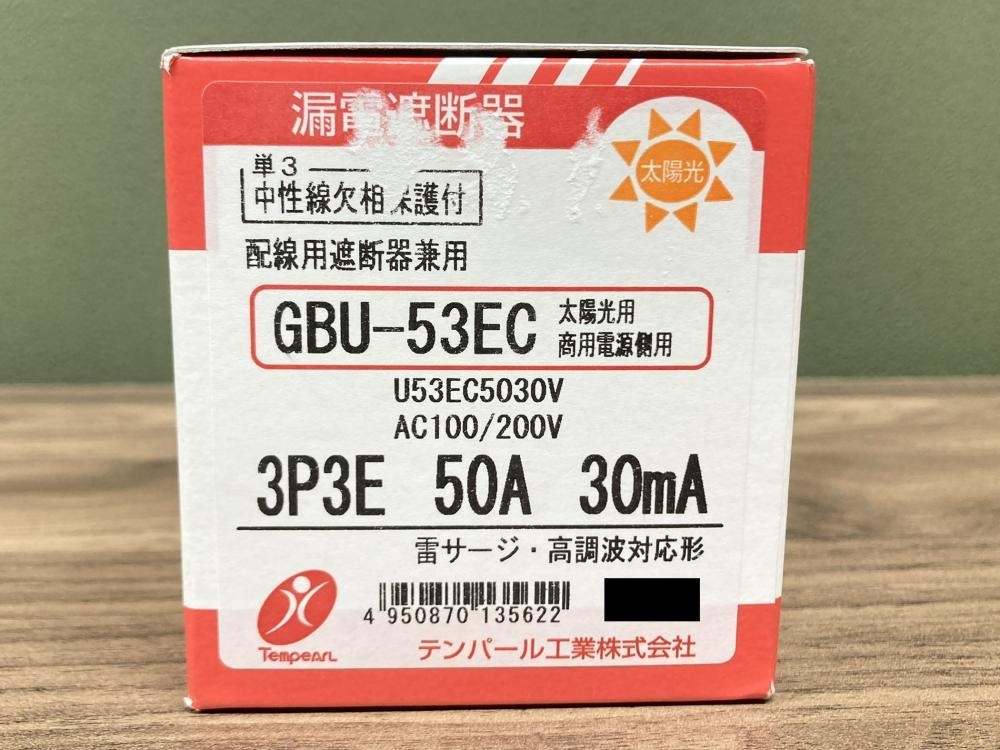 漏電遮断器
太陽光
単3
中性線欠相保護付
配線用遮断器兼用
GBU-53EC
太陽光用
商用電源側用
U53EC5030V
AC100/200V
3P3E 50A 30mA
雷サージ・高調波対応形
4 950870 135622
TEMPEARL
テンパール工業株式会社